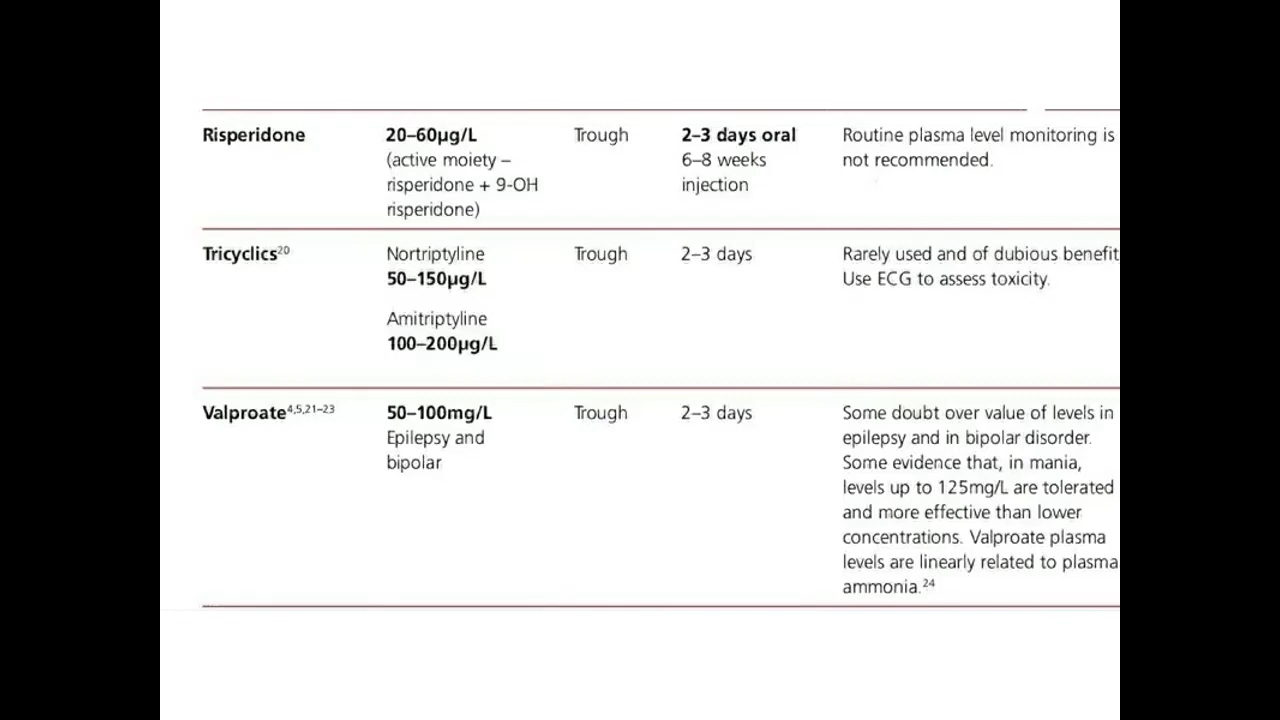 Risperidone 20–60µg/L Trough 2–3 days oral Routine plasma level monitoring is
(active moiety – 6–8 weeks not recommended.
risperidone + 9-OH injection
risperidone)
Tricyclics20 Nortriptyline Trough 2–3 days Rarely used and of dubious benefit
50–150µg/L Use ECG to assess toxicity.
Amitriptyline
100–200µg/L
Valproate4,5,21–23 50–100mg/L Trough 2–3 days Some doubt over value of levels in
Epilepsy and epilepsy and in bipolar disorder.
bipolar Some evidence that, in mania,
levels up to 125mg/L are tolerated
and more effective than lower
concentrations. Valproate plasma
levels are linearly related to plasma
ammonia.24